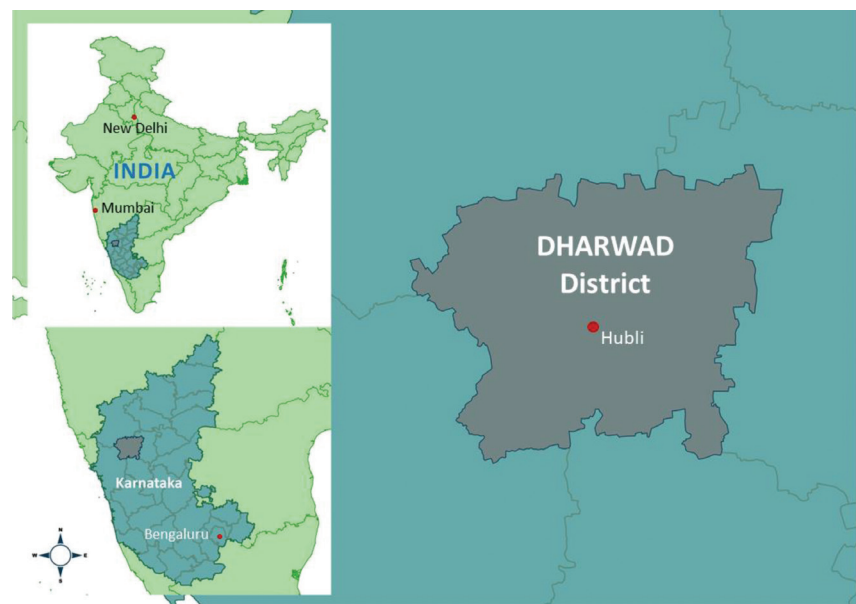 New Delhi
INDIA
Mumbai
Karnataka
Bengaluru
N
W E
S
DHARWAD
District
Hubli